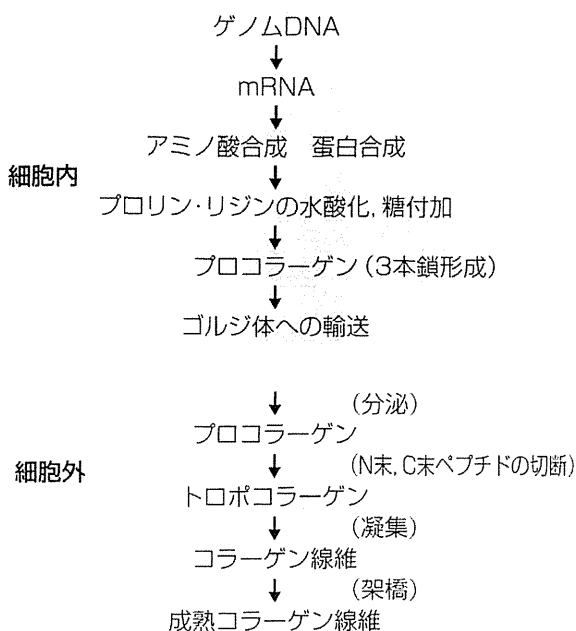 ゲノムDNA
↓
mRNA
↓
アミノ酸合成　蛋白合成
細胞内
↓
プロリン・リジンの水酸化, 糖付加
↓
プロコラーゲン (3本鎖形成)
↓
ゴルジ体への輸送
↓ (分泌)
プロコラーゲン
細胞外
↓ (N末, C末ペプチドの切断)
トロポコラーゲン
↓ (凝集)
コラーゲン線維
↓ (架橋)
成熟コラーゲン線維